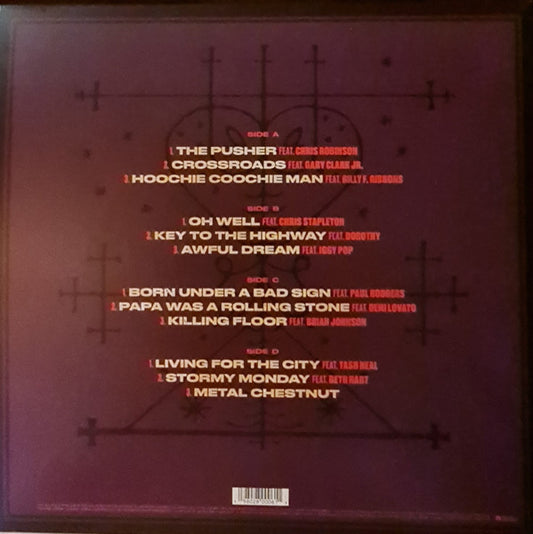 SIDE A
1. THE PUSHER FEAT. CHRIS ROBINSON
2. CROSSROADS FEAT. GARY CLARK JR.
3. HOOCHIE COOCHIE MAN FEAT. BILLY F. GIBBONS
SIDE B
1. OH WELL FEAT. CHRIS STAPLETON
2. KEY TO THE HIGHWAY FEAT. DOROTHY
3. AWFUL DREAM FEAT. IGGY POP
SIDE C
1. BORN UNDER A BAD SIGN FEAT. PAUL RODGERS
2. PAPA WAS A ROLLING STONE FEAT. DEMI LOVATO
3. KILLING FLOOR FEAT. BRIAN JOHNSON
SIDE D
1. LIVING FOR THE CITY FEAT. TASH NEAL
2. STORMY MONDAY FEAT. BETH HART
3. METAL CHESTNUT